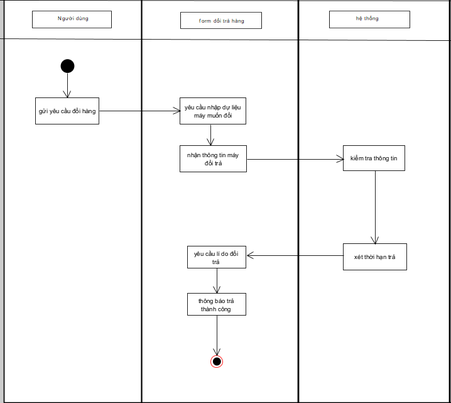 Người dùng
Form đổi trả hàng
hệ thống
gửi yêu cầu đổi hàng
yêu cầu nhập dự liệu
máy muốn đổi
nhận thông tin máy
đổi trả
kiểm tra thông tin
yêu cầu lí do đổi
trả
xét thời hạn trả
thông báo trả
thành công